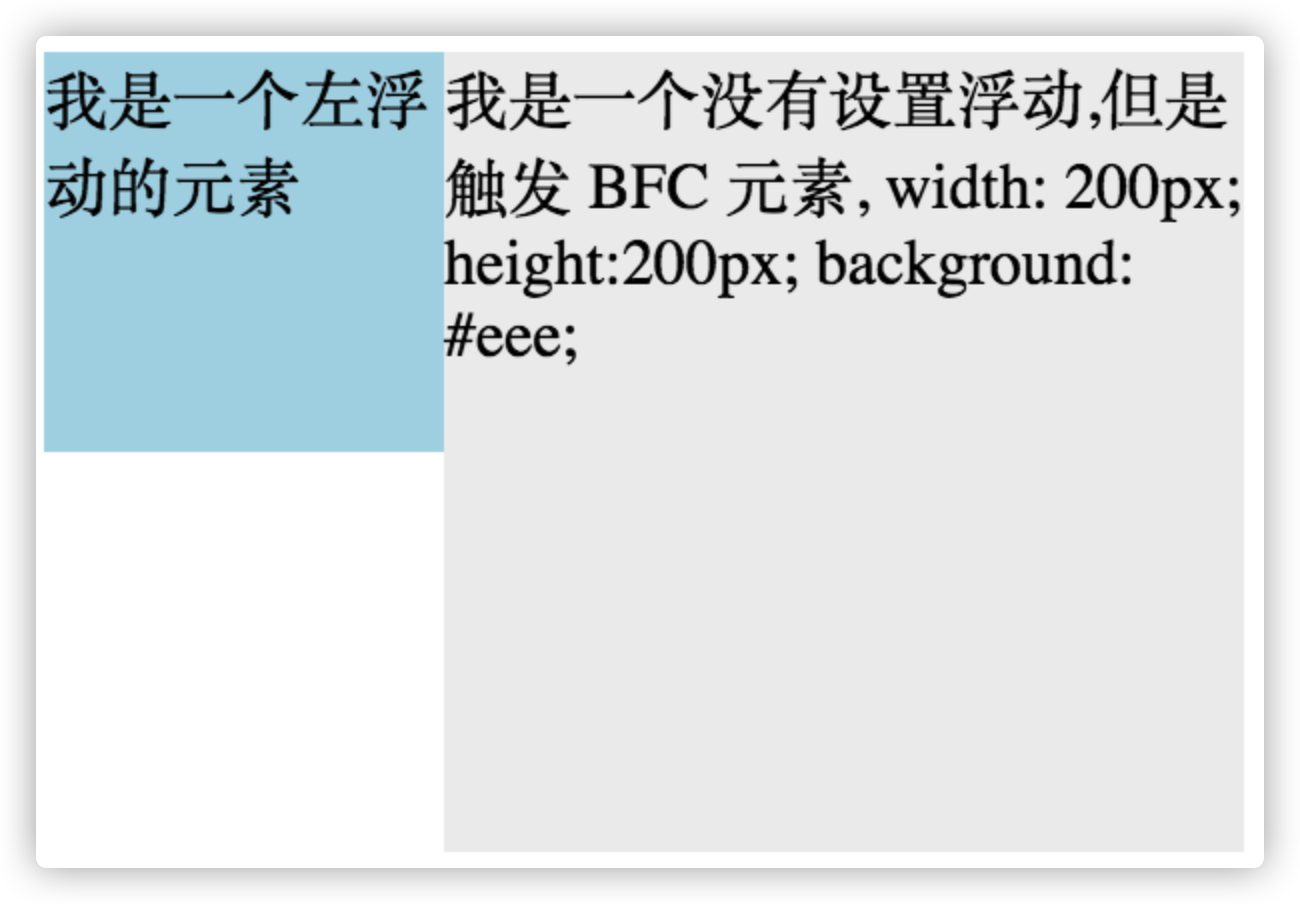 我是一个左浮
动的元素
我是一个没有设置浮动,但是
触发 BFC 元素, width: 200px;
height:200px; background:
#eee;